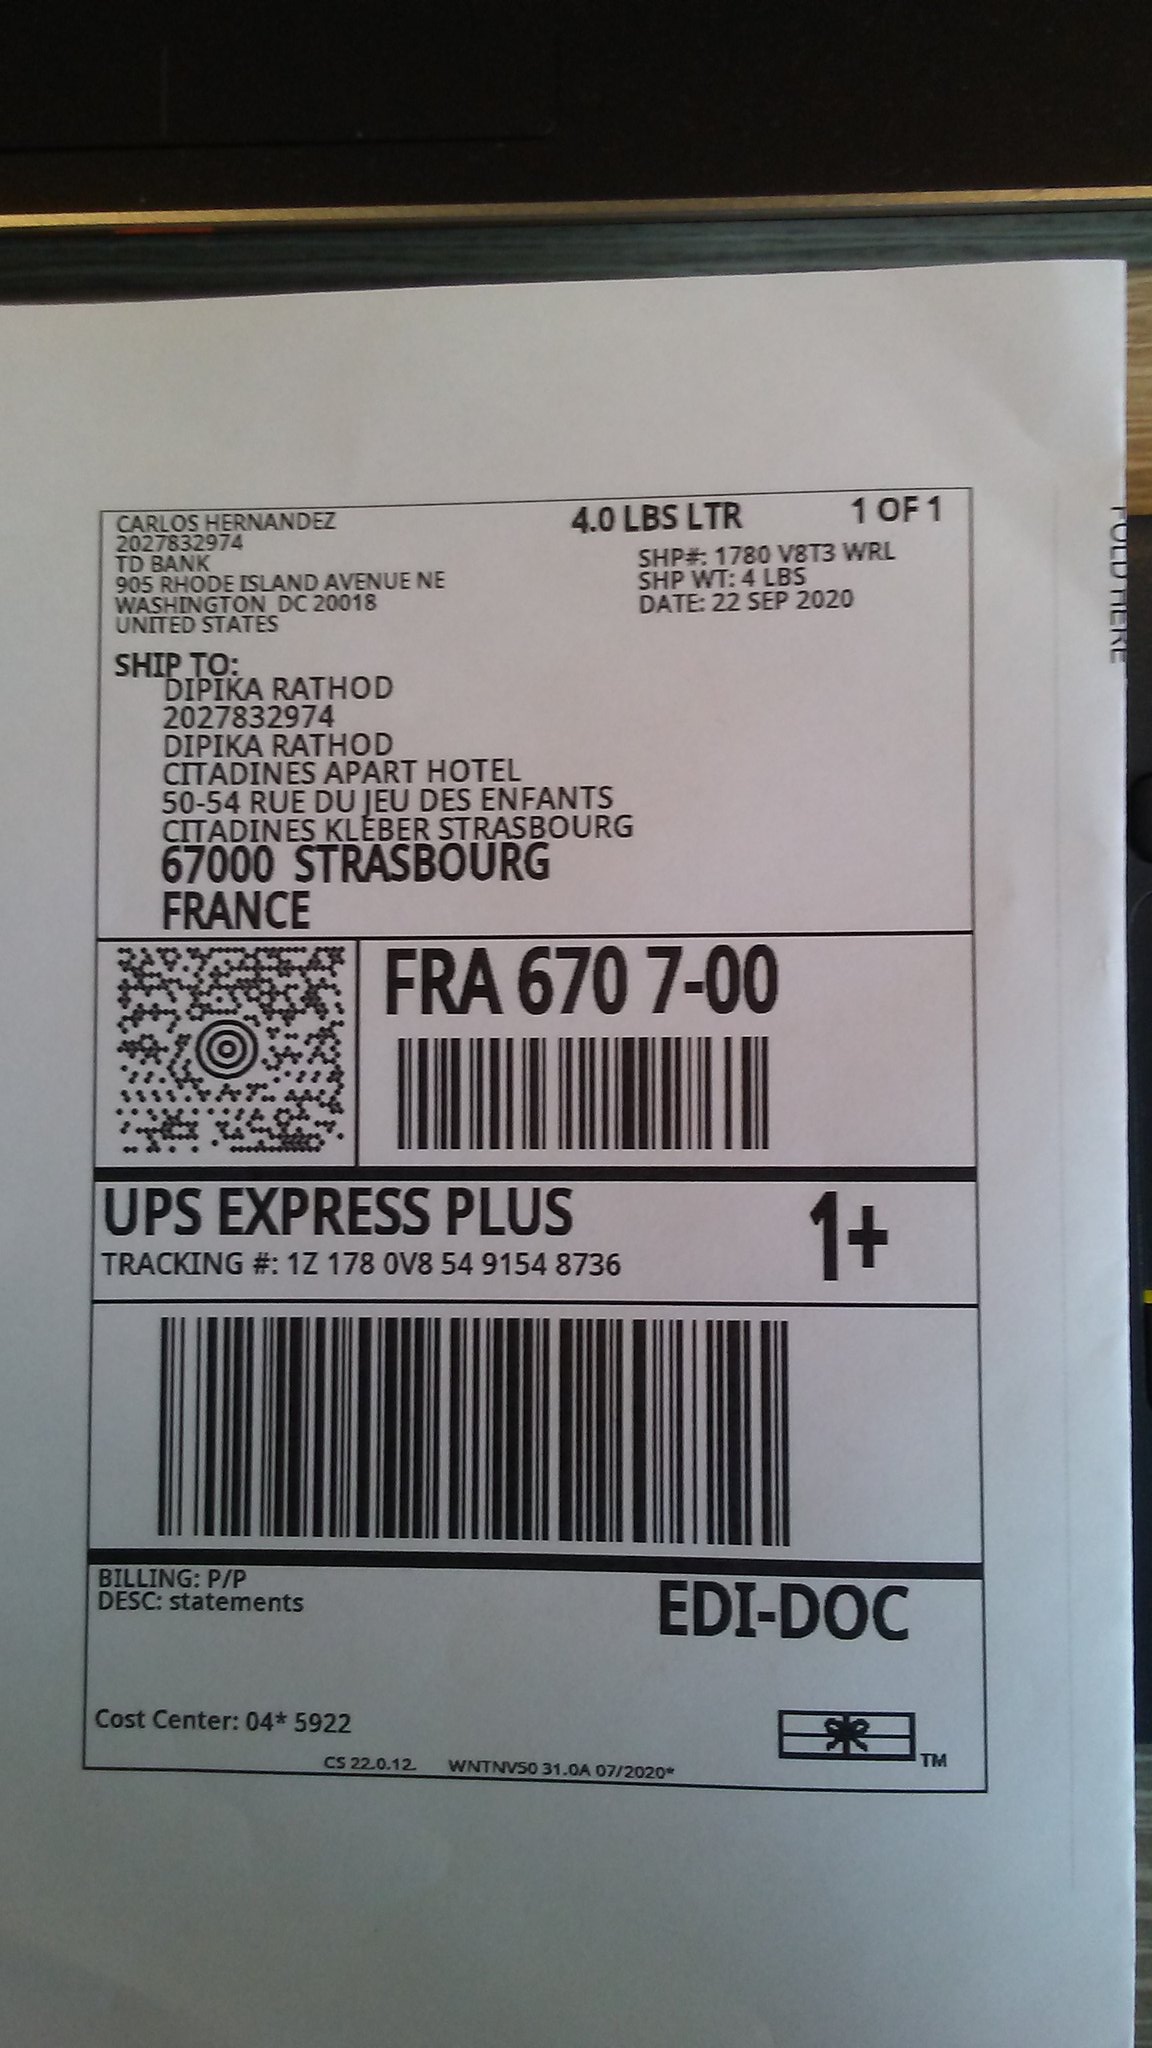 CARLOS HERNANDEZ
2027832974
TD BANK
905 RHODE ISLAND AVENUE NE
WASHINGTON DC 20018
UNITED STATES
4.0 LBS LTR
1 OF 1
SHP#: 1780 V8T3 WRL
SHP WT: 4 LBS
DATE: 22 SEP 2020
SHIP TO:
DIPIKA RATHOD
2027832974
DIPIKA RATHOD
CITADINES APART HOTEL
50-54 RUE DU JEU DES ENFANTS
CITADINES KLEBER STRASBOURG
67000 STRASBOURG
FRANCE
FRA 670 7-00
UPS EXPRESS PLUS
1+
TRACKING #: 1Z 178 0V8 54 9154 8736
BILLING: P/P
DESC: statements
EDI-DOC
Cost Center: 04* 5922
TM
CS 22.0.12. WNTNV50 31.0A 07/2020*
FOLD HERE